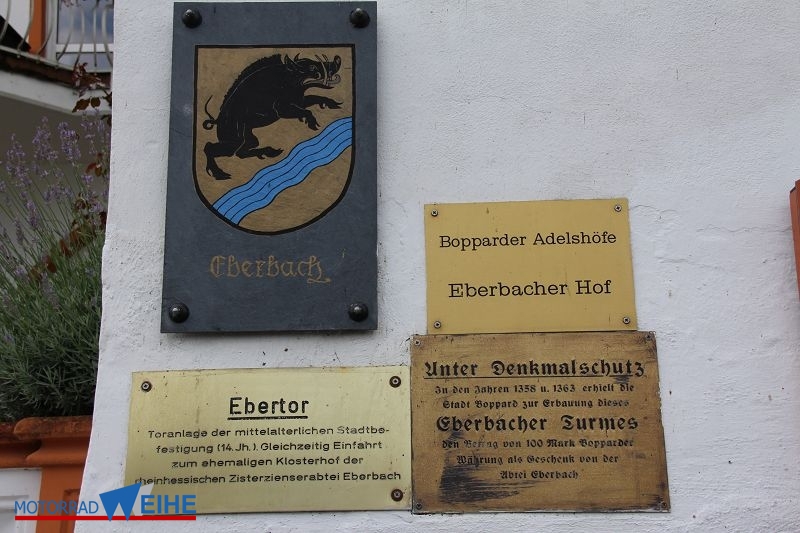 Eberbach
Bopparder Adelshöfe
Eberbacher Hof
Ebertor
Toranlage der mittelalterlichen Stadtbe-
festigung (14. Jh.). Gleichzeitig Einfahrt
zum ehemaligen Klosterhof der
rheinhessischen Zisterzienserabtei Eberbach
Unter Denkmalschutz
In den Jahren 1358 u. 1363 erhielt die
Stadt Boppard zur Erbauung dieses
Eberbacher Turmes
den Betrag von 100 Mark Bopparder
Währung als Geschenk von der
Abtei Eberbach
MOTORRAD WEIHE